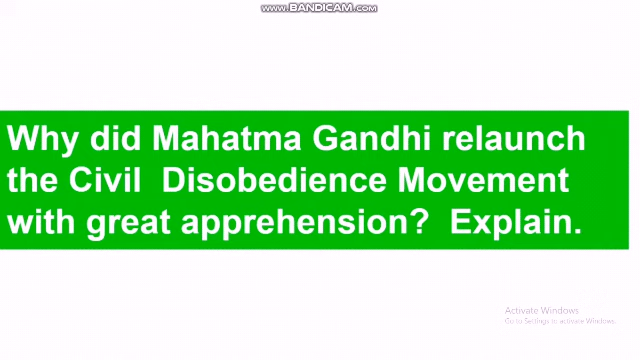 WWW.BANDICAM.COM
Why did Mahatma Gandhi relaunch
the Civil Disobedience Movement
with great apprehension? Explain.
Activate Windows
Go to Settings to activate Windows.